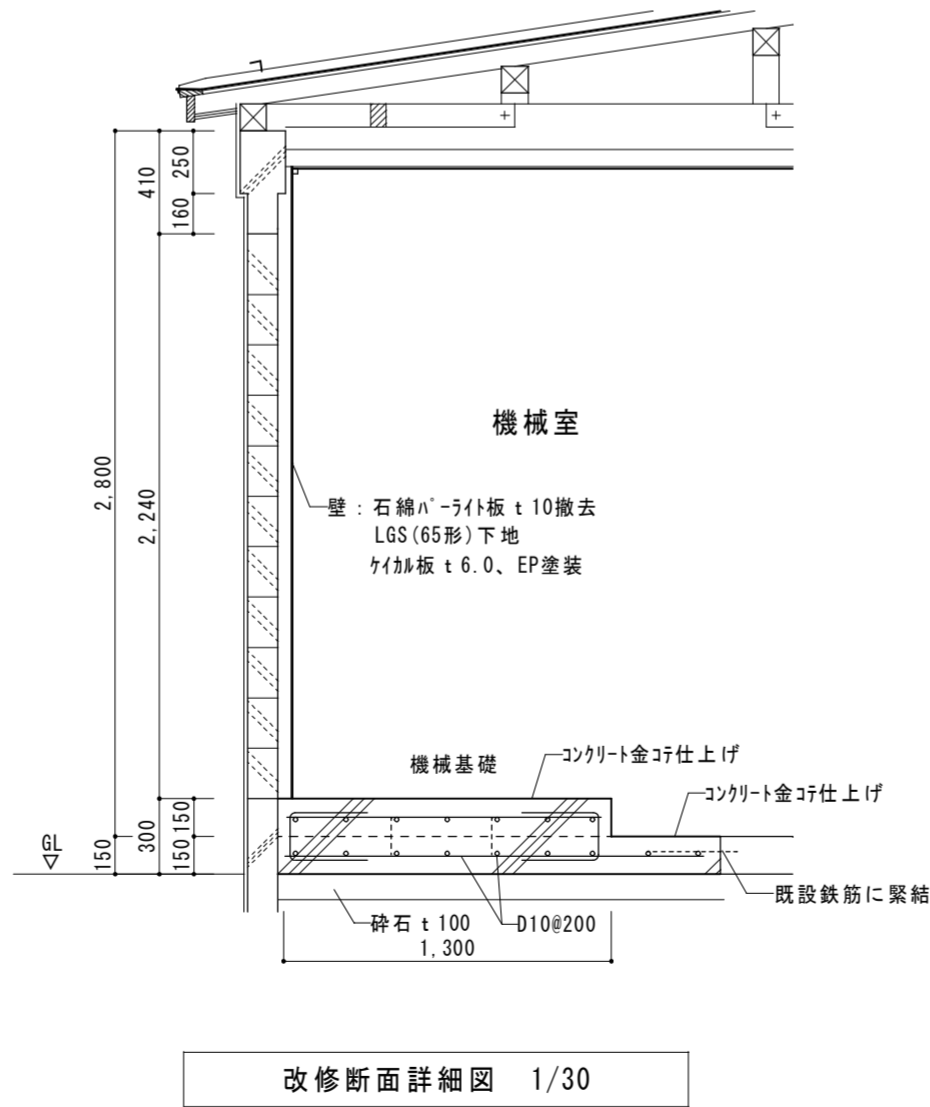 250
410
160
2,800
2,240
機械室
壁：石綿ﾊﾟｰﾗｲﾄ板 t 10撤去
LGS(65形)下地
ｹｲｶﾙ板 t 6.0、EP塗装
機械基礎
ｺﾝｸﾘｰﾄ金ｺﾃ仕上げ
ｺﾝｸﾘｰﾄ金ｺﾃ仕上げ
GL
150
300
150
150
既設鉄筋に緊結
砕石 t 100
D10@200
1,300
改修断面詳細図 1/30